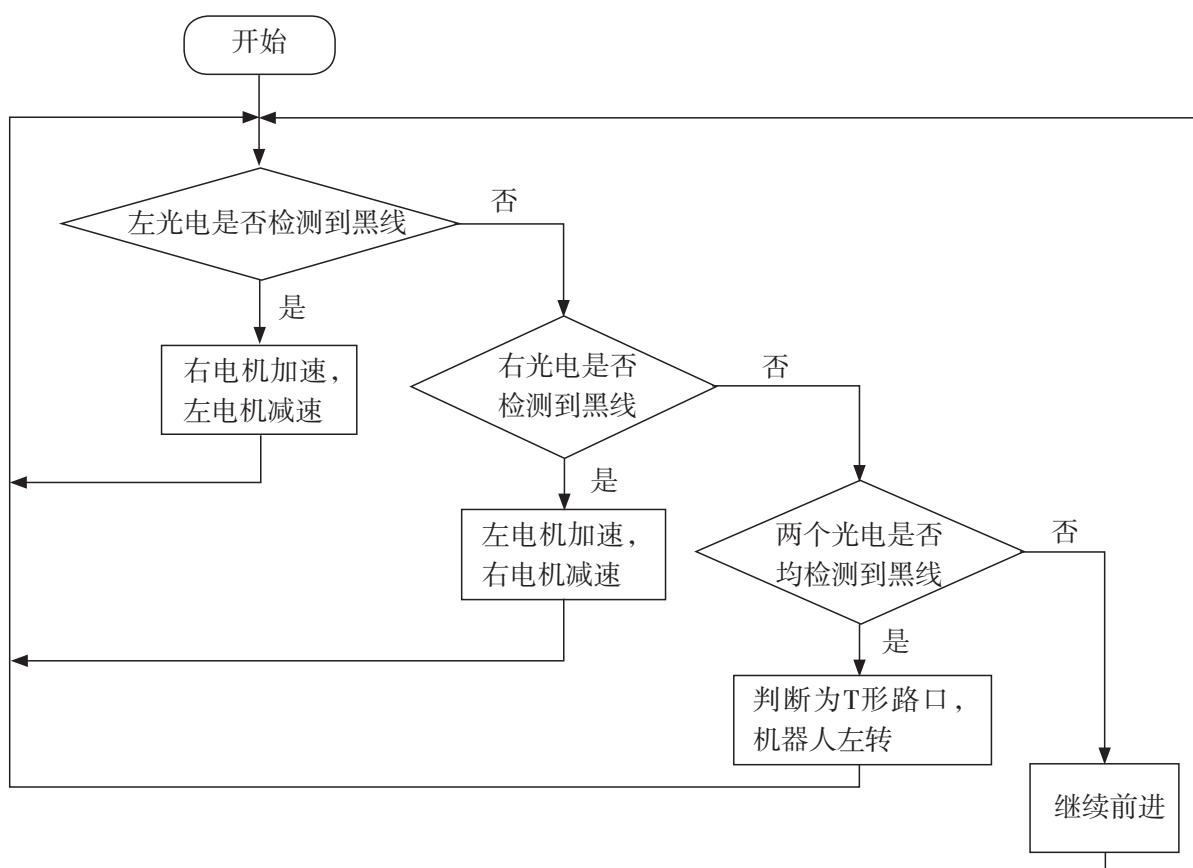 开始
左光电是否检测到黑线
否
是
右电机加速，
左电机减速
右光电是否
检测到黑线
否
是
左电机加速，
右电机减速
两个光电是否
均检测到黑线
否
是
判断为T形路口，
机器人左转
继续前进